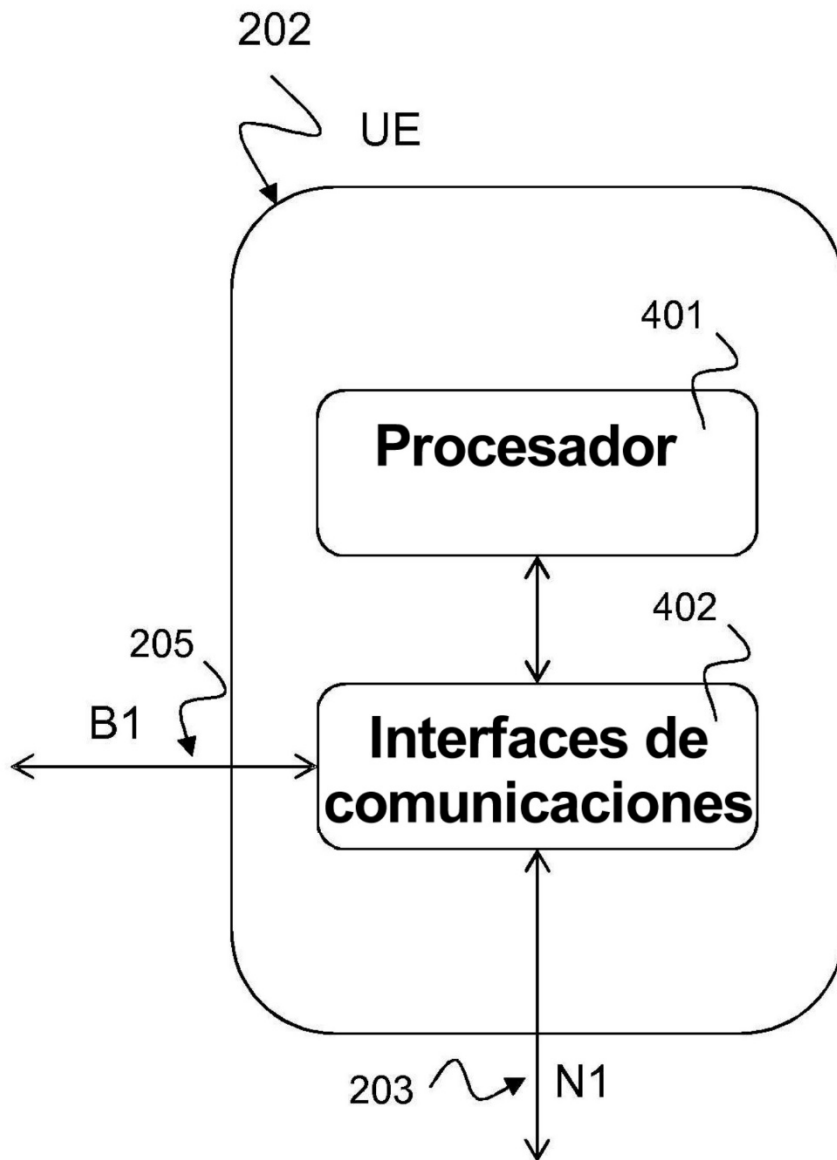 202
UE
401
Procesador
402
205
B1
Interfaces de
comunicaciones
203
N1